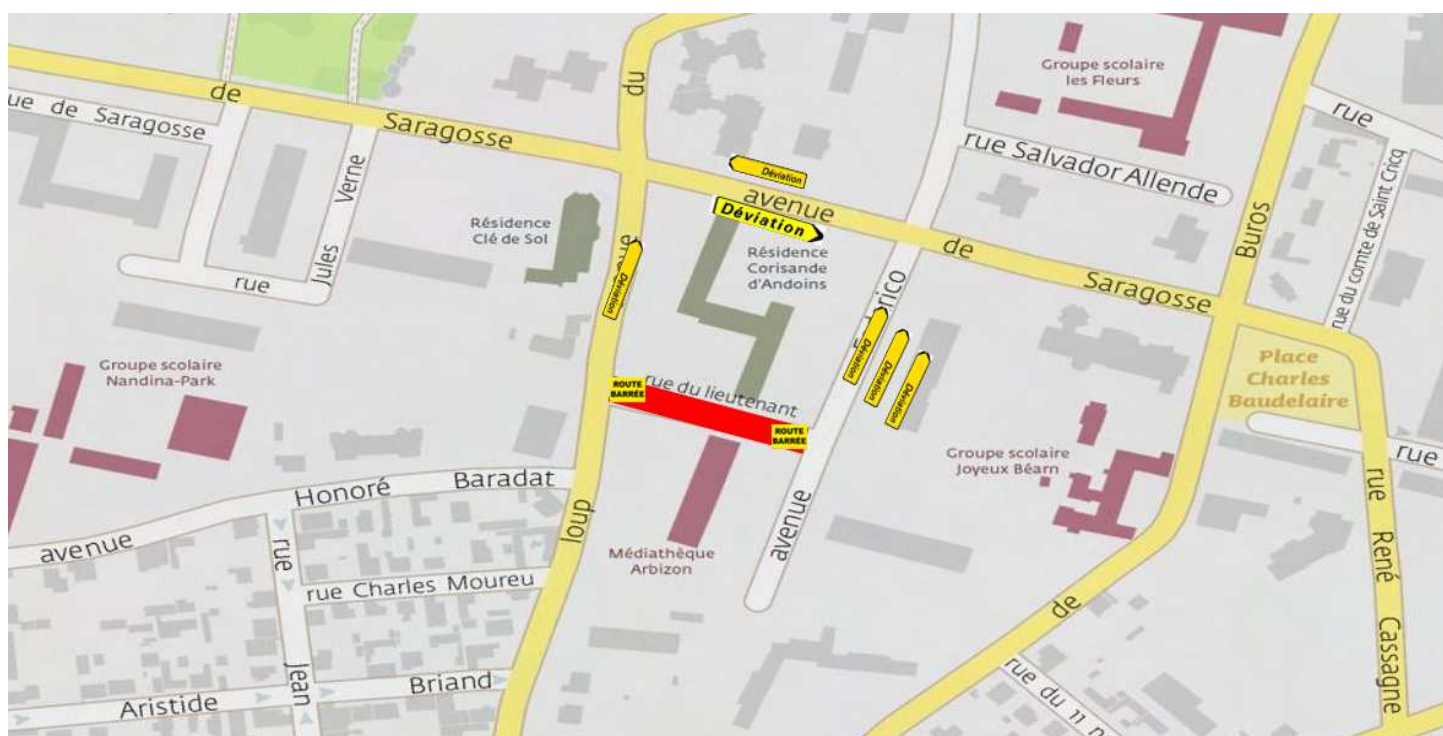 de
Saragosse
ue de Saragosse
Jules
Verne
rue
du
Groupe scolaire
les Fleurs
rue Salvador Allende
rue
rue du comte de Saint Cricq
Buros
Déviation
avenue
Déviation
de
Saragosse
Résidence
Clé de Sol
Résidence
Corisande
d'Andoins
Déviation
Déviation
Déviation
Déviation
Place
Charles
Baudelaire
Groupe scolaire
Nandina-Park
ROUTE
BARRÉE
rue du lieutenant
ROUTE
BARRÉE
Groupe scolaire
Joyeux Béarn
rue
avenue
Honoré
Baradat
loup
Médiathèque
Arbizon
avenue
rue
Jean
rue Charles Moureu
Aristide
Briand
de
rue du 11 n
rue René Cassagne